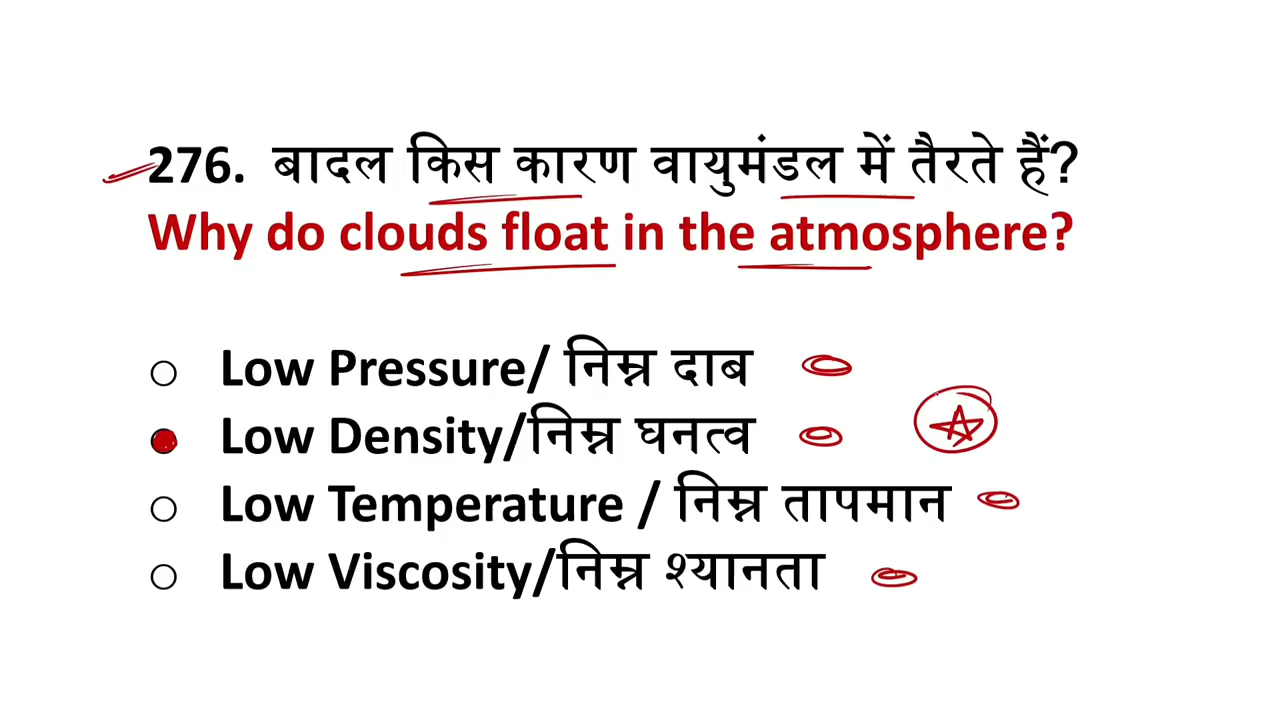 276. बादल किस कारण वायुमंडल में तैरते हैं?
Why do clouds float in the atmosphere?
Low Pressure/ निम्न दाब
Low Density/निम्न घनत्व
Low Temperature / निम्न तापमान
Low Viscosity/निम्न श्यानता